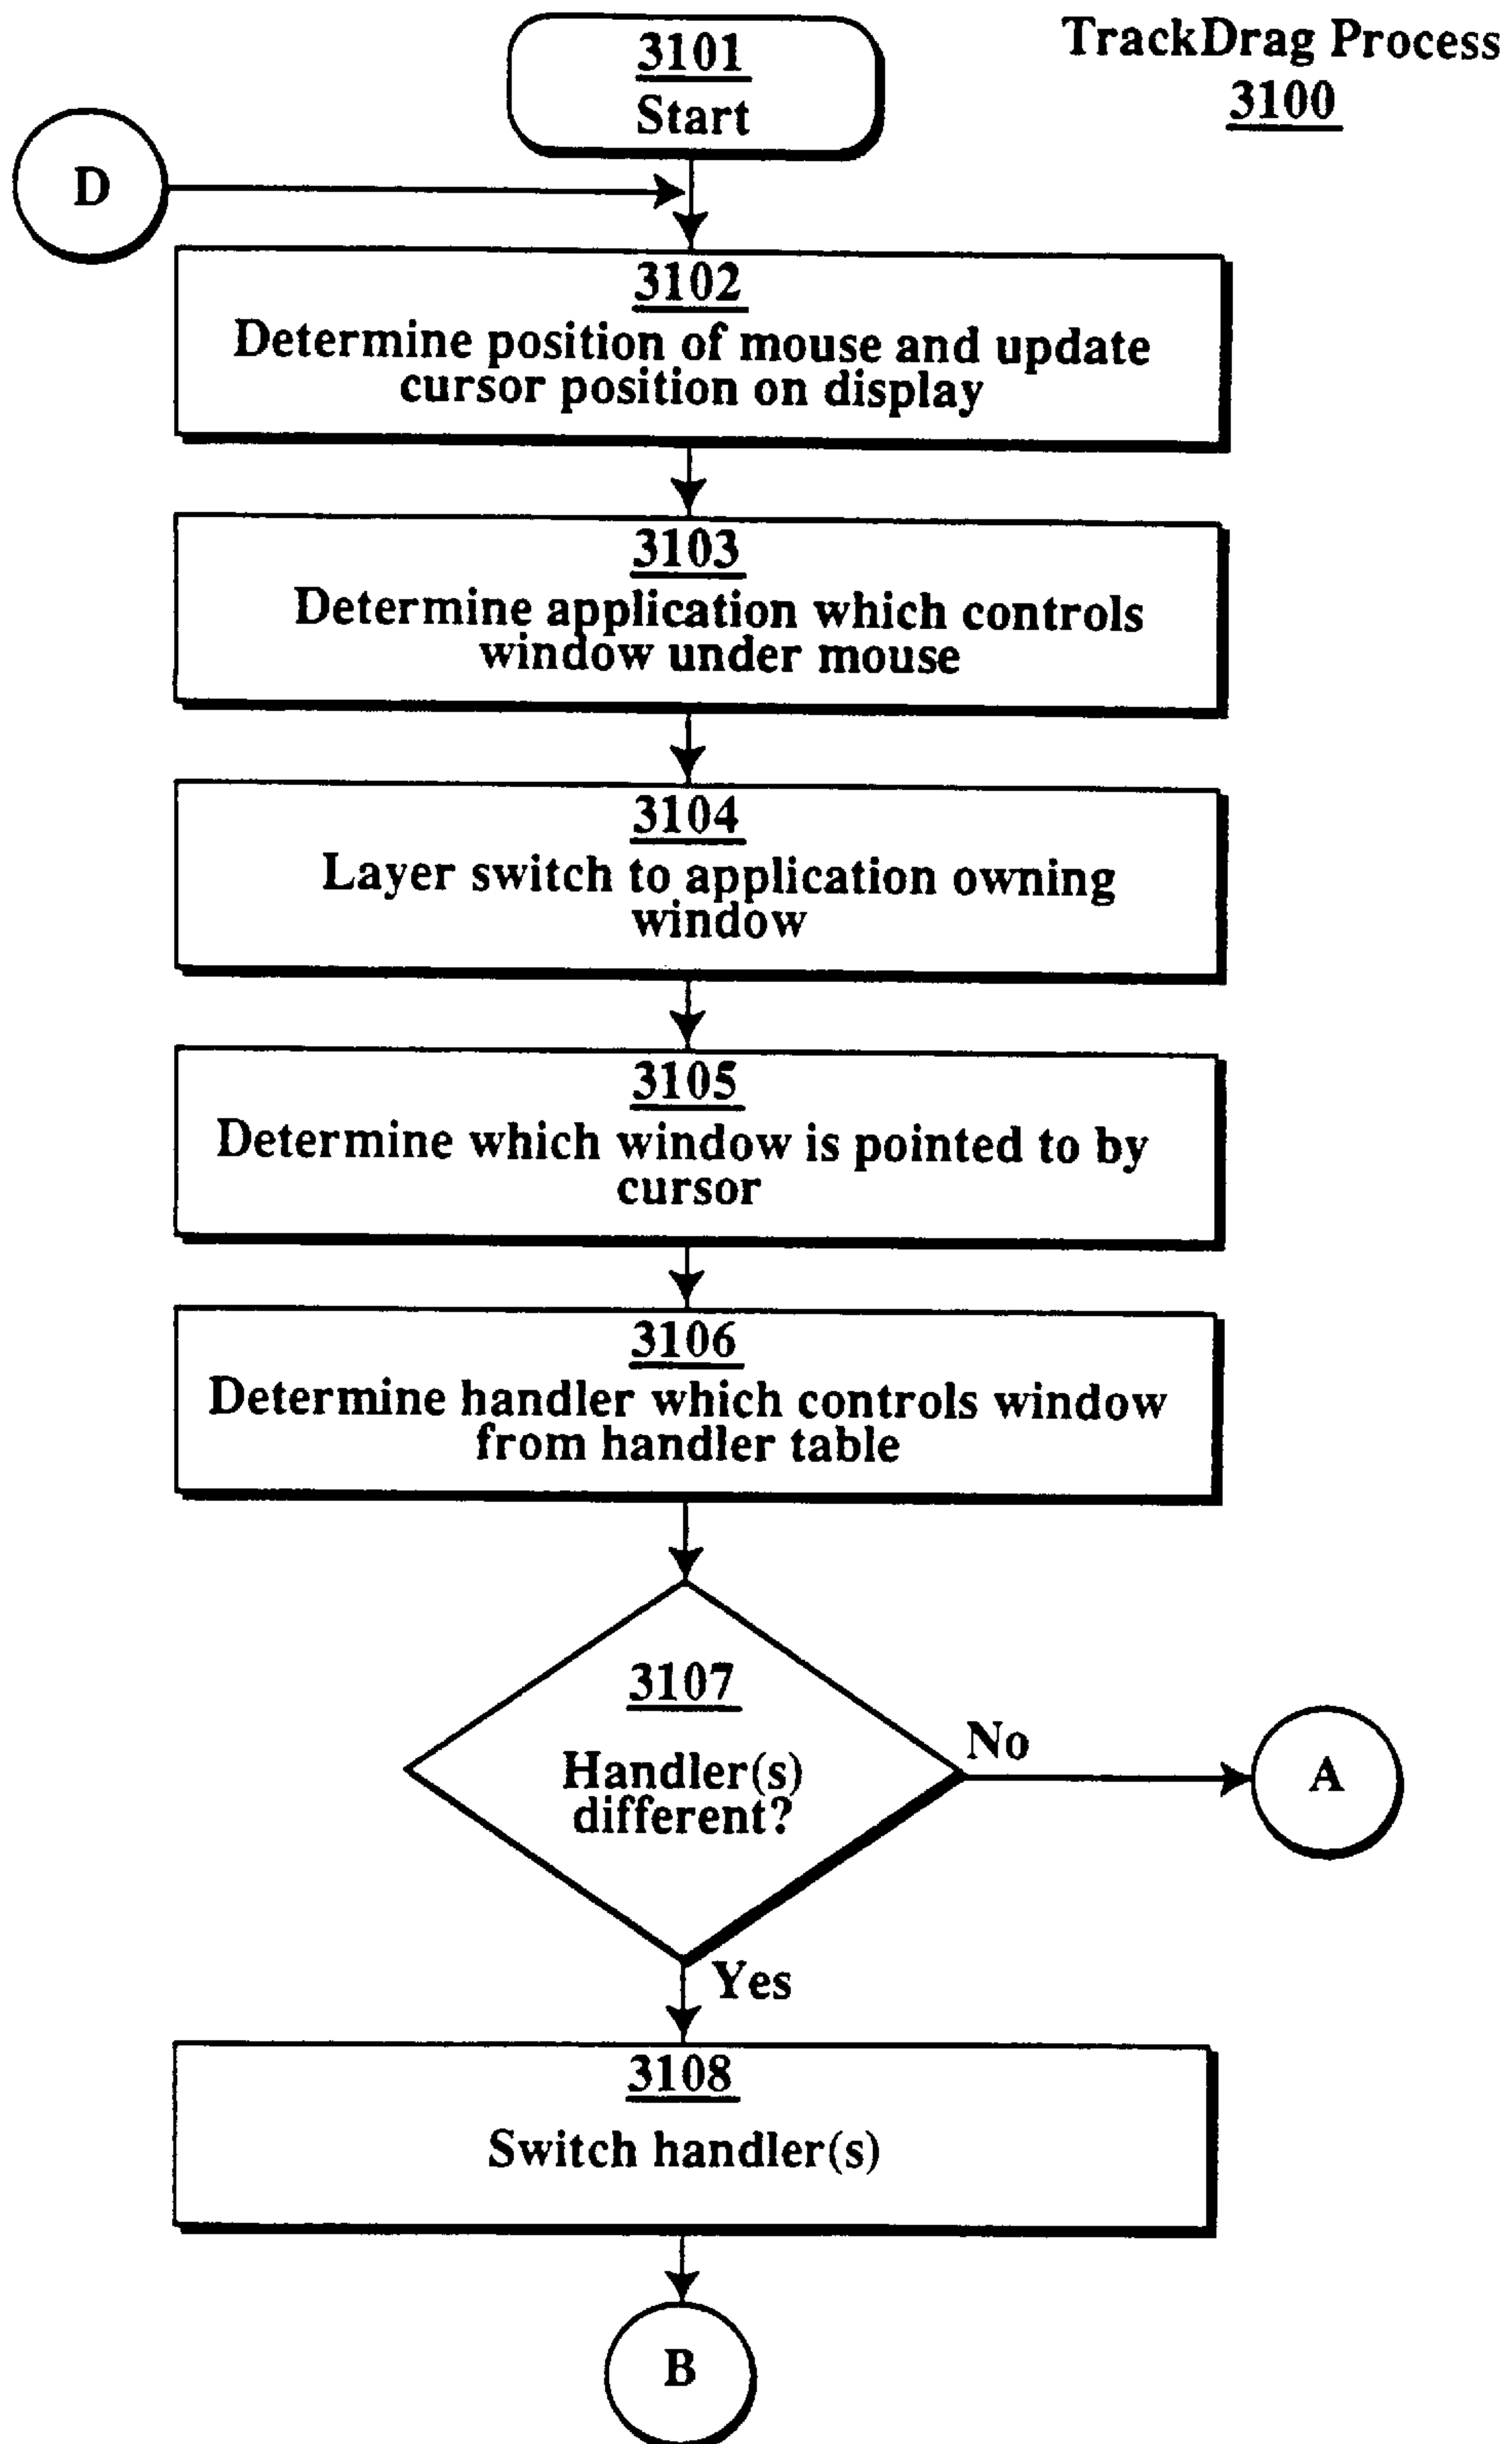 TrackDrag Process
3100
3101
Start
D
3102
Determine position of mouse and update
cursor position on display
3103
Determine application which controls
window under mouse
3104
Layer switch to application owning
window
3105
Determine which window is pointed to by
cursor
3106
Determine handler which controls window
from handler table
3107
Handler(s)
different?
No
A
Yes
3108
Switch handler(s)
B